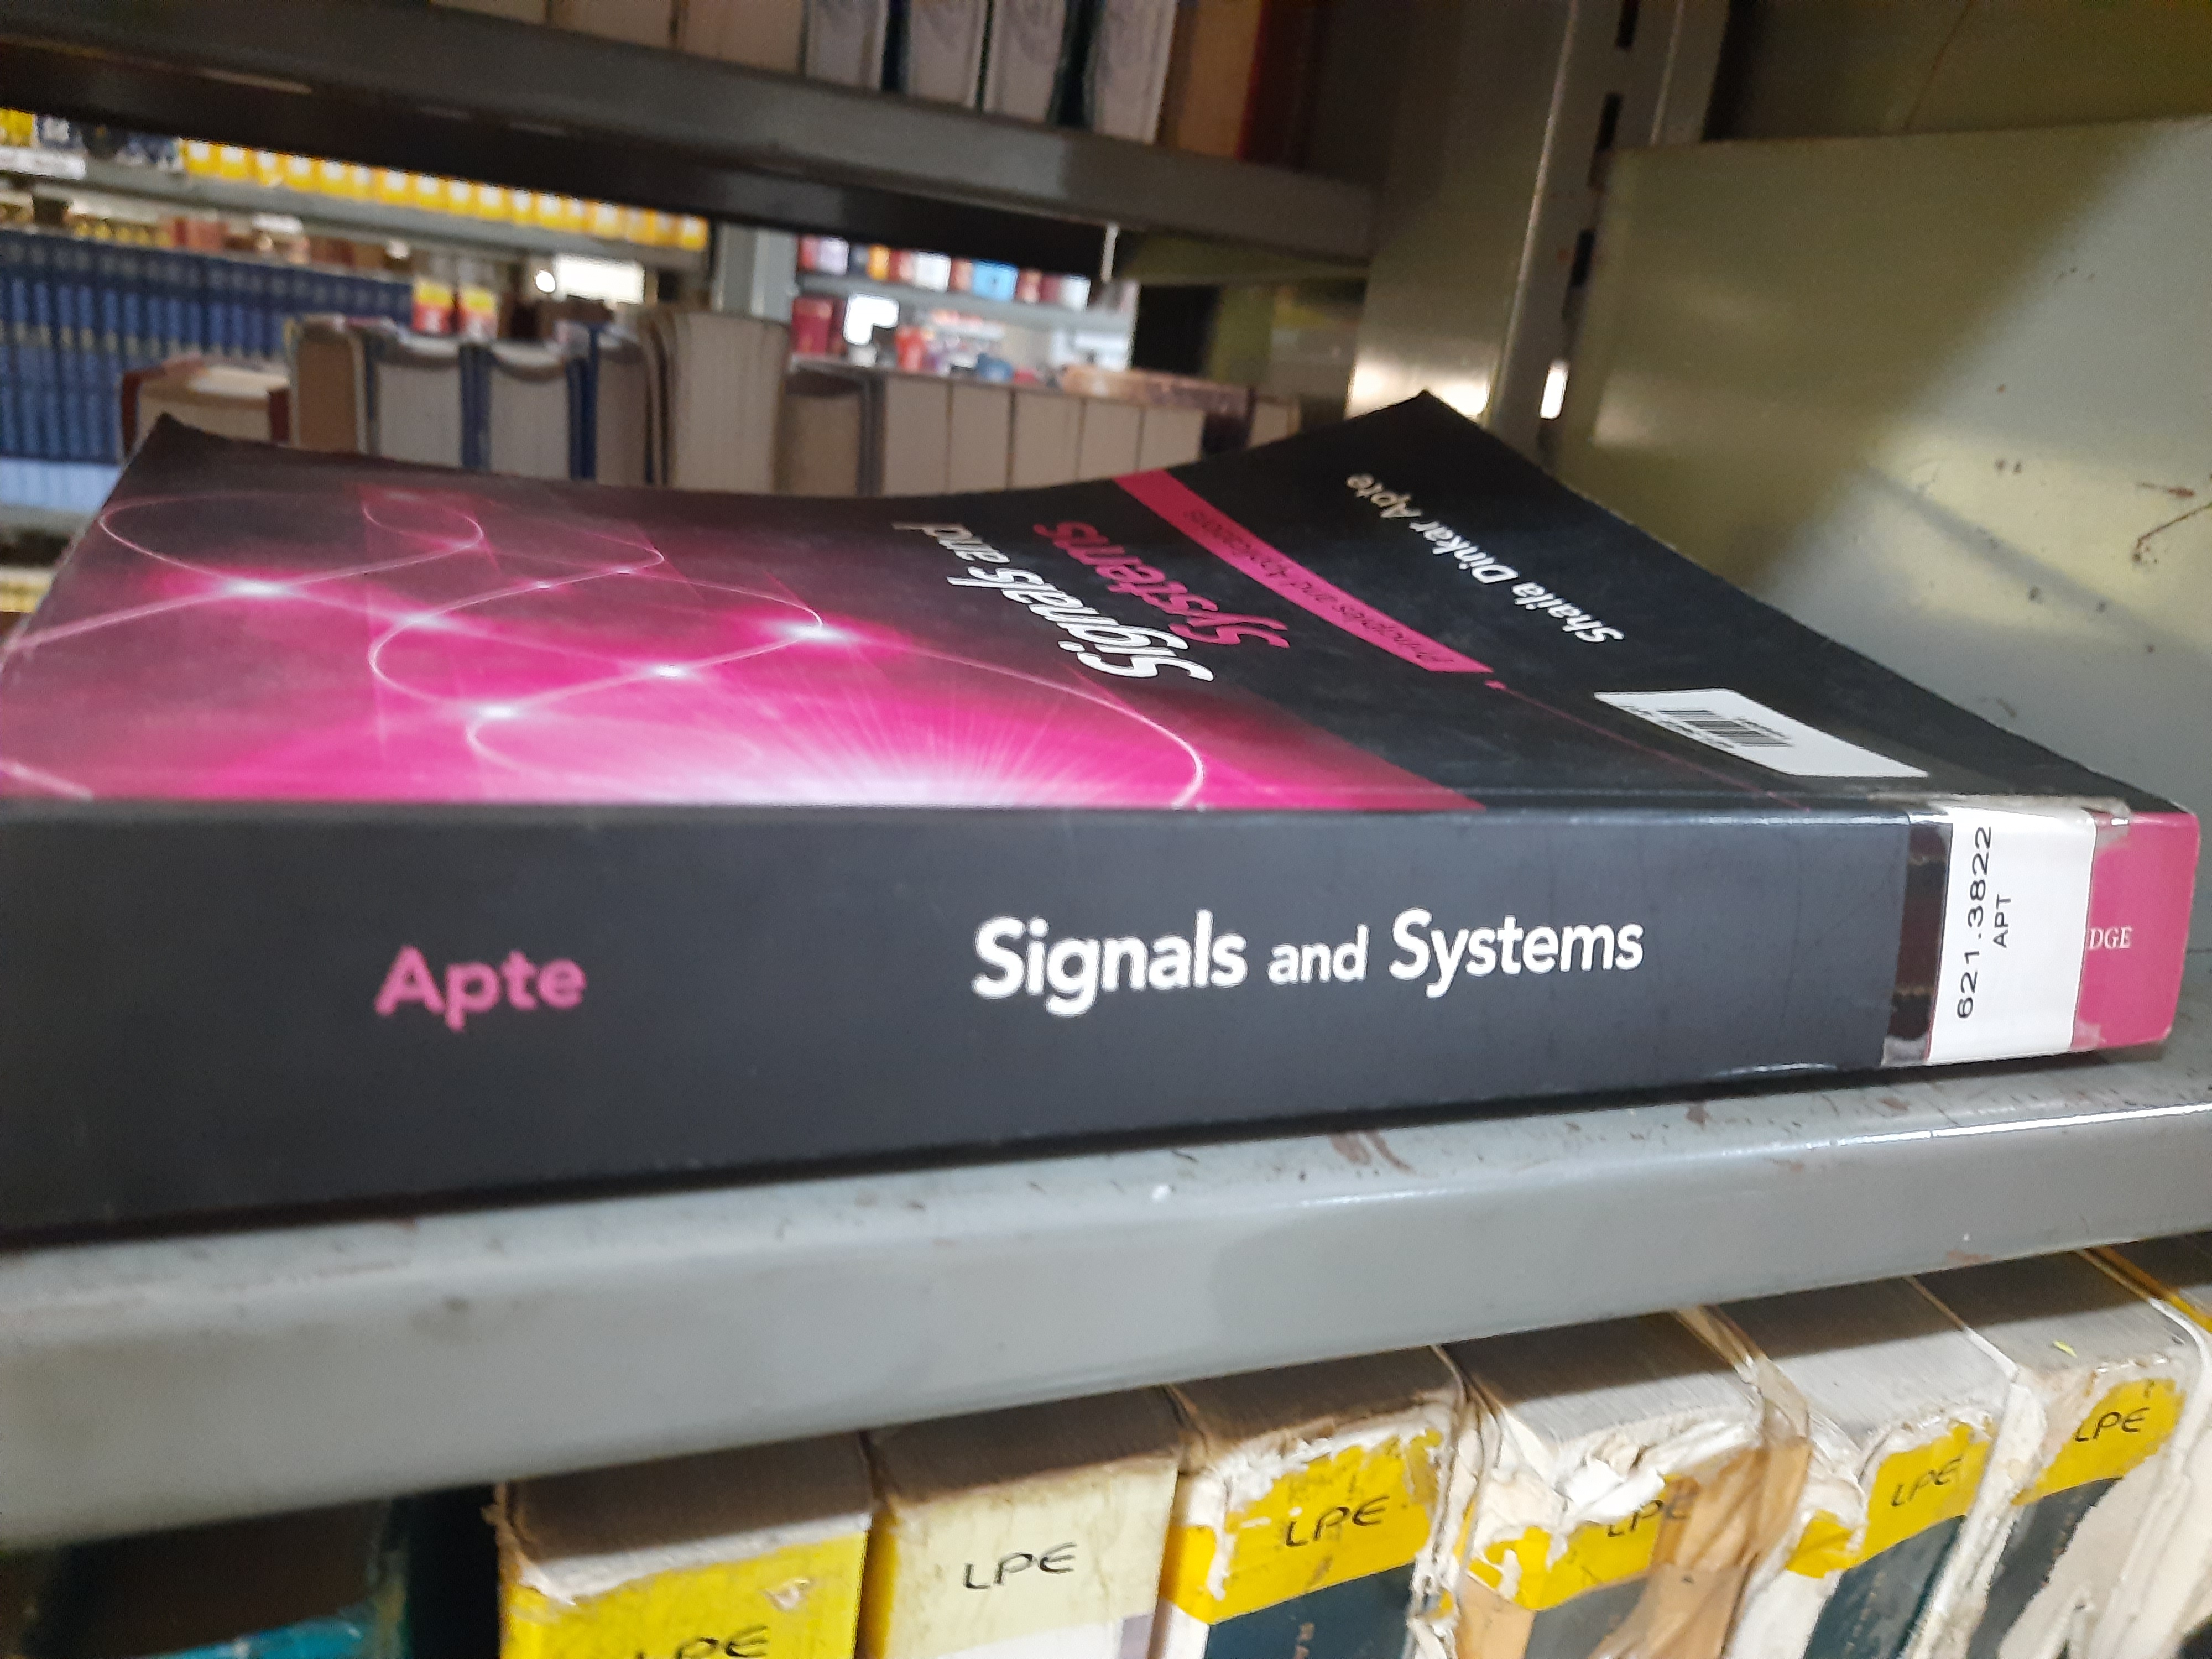 Shaila Dinkar Apte
Principles and Applications
Signals and
Systems
Apte
Signals and Systems
621.3822
APT
DGE
LPE
LPE
LPE
LPE
LPE
LPE